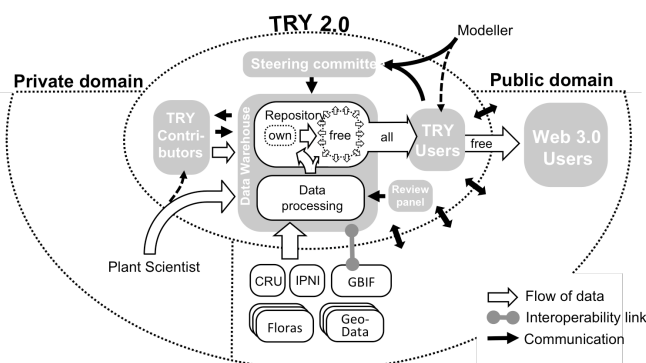 TRY 2.0
Modeller
Steering committe
Private domain
Public domain
TRY
Contri-
butors
Data Warehouse
Repository
own
free
all
TRY
Users
free
Web 3.0
Users
Data
processing
Review
panel
Plant Scientist
CRU
IPNI
GBIF
Floras
Geo-
Data
Flow of data
Interoperability link
Communication